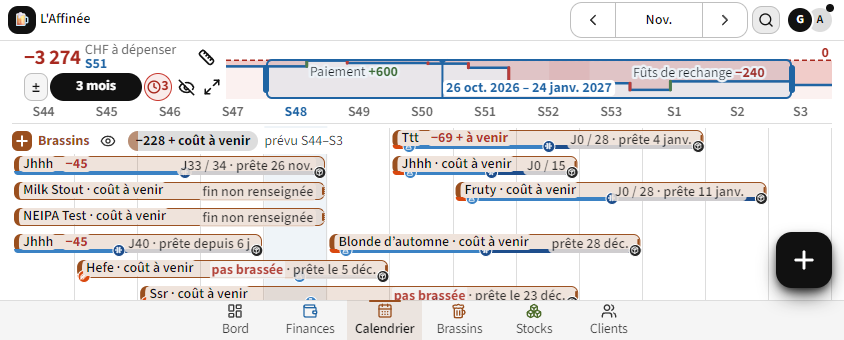 L'Affinée
Nov.
G A
−3 274 CHF à dépenser
S51
0
± 3 mois 3
Paiement +600
Fûts de rechange −240
26 oct. 2026 – 24 janv. 2027
S44 S45 S46 S47 S48 S49 S50 S51 S52 S53 S1 S2 S3
Brassins −228 + coût à venir prévu S44–S3
Ttt −69 + à venir J0 / 28 · prête 4 janv.
Jhhh −45 J33 / 34 · prête 26 nov.
Jhhh · coût à venir J0 / 15
Milk Stout · coût à venir fin non renseignée
Fruty · coût à venir J0 / 28 · prête 11 janv.
NEIPA Test · coût à venir fin non renseignée
Jhhh −45 J40 · prête depuis 6 j
Blonde d'automne · coût à venir prête 28 déc.
Hefe · coût à venir pas brassée · prête le 5 déc.
Ssr · coût à venir pas brassée · prête le 23 déc.
Bord Finances Calendrier Brassins Stocks Clients